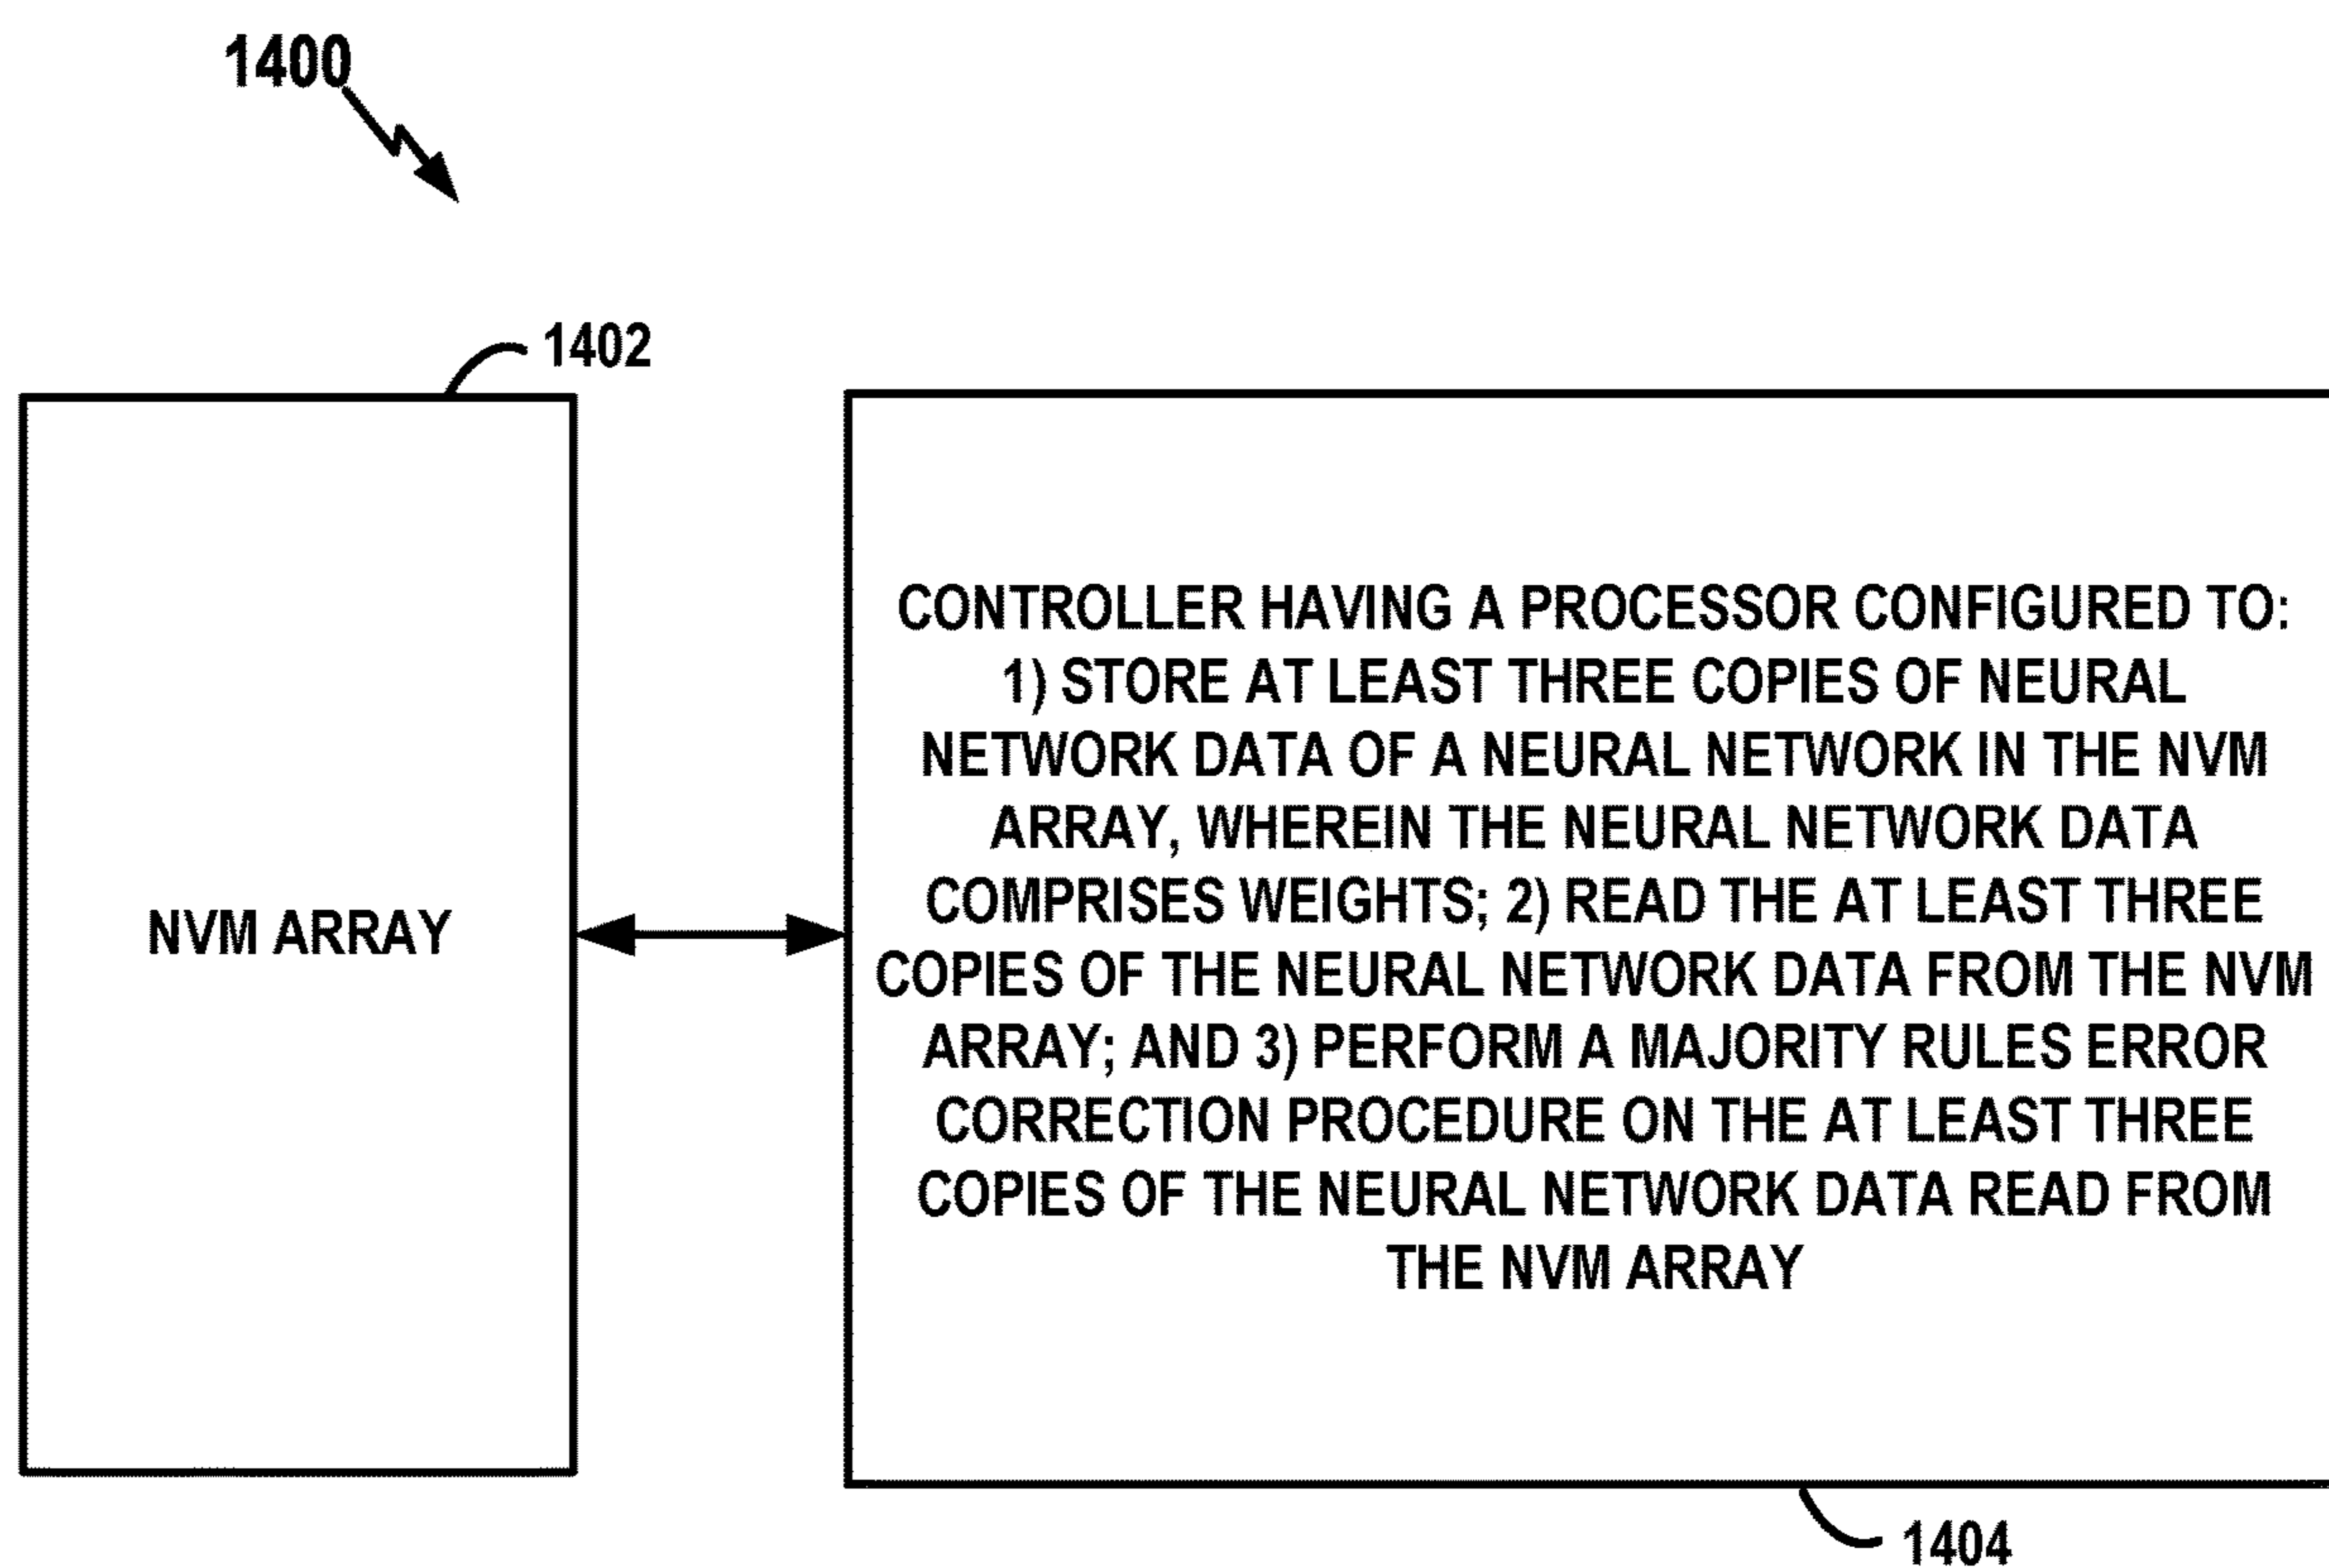 1400
1402
NVM ARRAY
CONTROLLER HAVING A PROCESSOR CONFIGURED TO:
1) STORE AT LEAST THREE COPIES OF NEURAL
NETWORK DATA OF A NEURAL NETWORK IN THE NVM
ARRAY, WHEREIN THE NEURAL NETWORK DATA
COMPRISES WEIGHTS; 2) READ THE AT LEAST THREE
COPIES OF THE NEURAL NETWORK DATA FROM THE NVM
ARRAY; AND 3) PERFORM A MAJORITY RULES ERROR
CORRECTION PROCEDURE ON THE AT LEAST THREE
COPIES OF THE NEURAL NETWORK DATA READ FROM
THE NVM ARRAY
1404